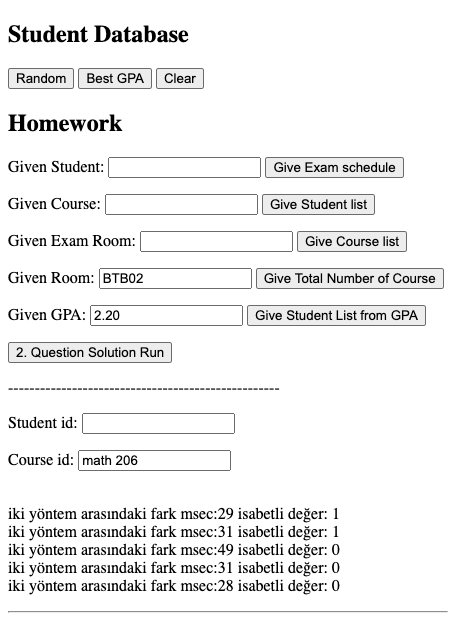 Student Database
Random Best GPA Clear
Homework
Given Student: Give Exam schedule
Given Course: Give Student list
Given Exam Room: Give Course list
Given Room: BTB02 Give Total Number of Course
Given GPA: 2.20 Give Student List from GPA
2. Question Solution Run
---------------------------------------------------
Student id:
Course id: math 206
iki yöntem arasındaki fark msec:29 isabetli değer: 1
iki yöntem arasındaki fark msec:31 isabetli değer: 1
iki yöntem arasındaki fark msec:49 isabetli değer: 0
iki yöntem arasındaki fark msec:31 isabetli değer: 0
iki yöntem arasındaki fark msec:28 isabetli değer: 0